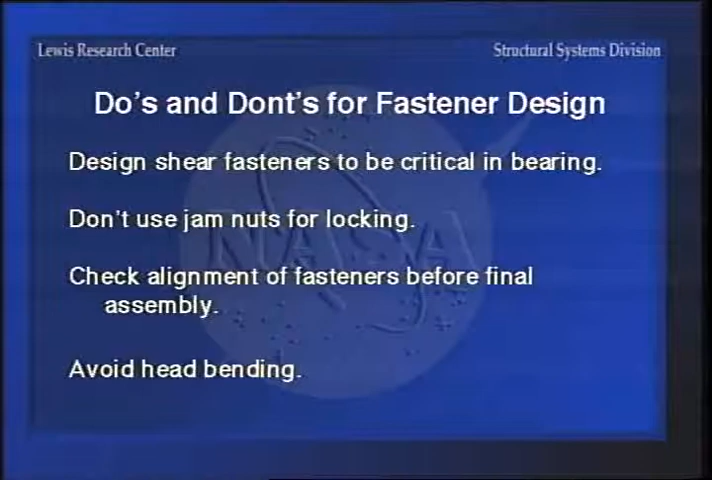 Lewis Research Center
Structural Systems Division
Do's and Dont's for Fastener Design
Design shear fasteners to be critical in bearing.
Don't use jam nuts for locking.
Check alignment of fasteners before final
assembly.
Avoid head bending.
NASA